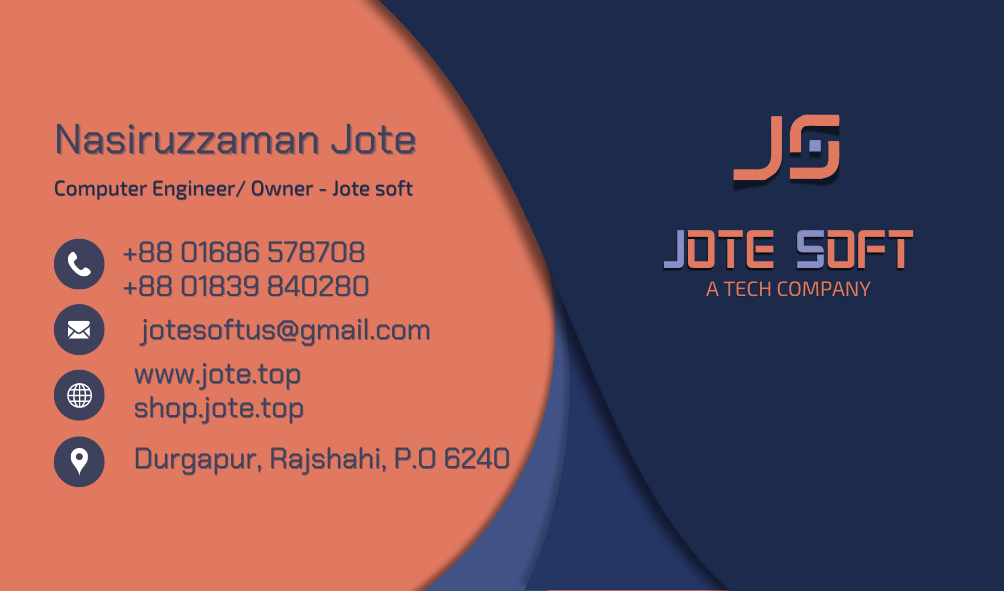 Nasiruzzaman Jote
Computer Engineer/ Owner - Jote soft
+88 01686 578708
+88 01839 840280
jotesoftus@gmail.com
www.jote.top
shop.jote.top
Durgapur, Rajshahi, P.O 6240
JS
JOTE SOFT
A TECH COMPANY